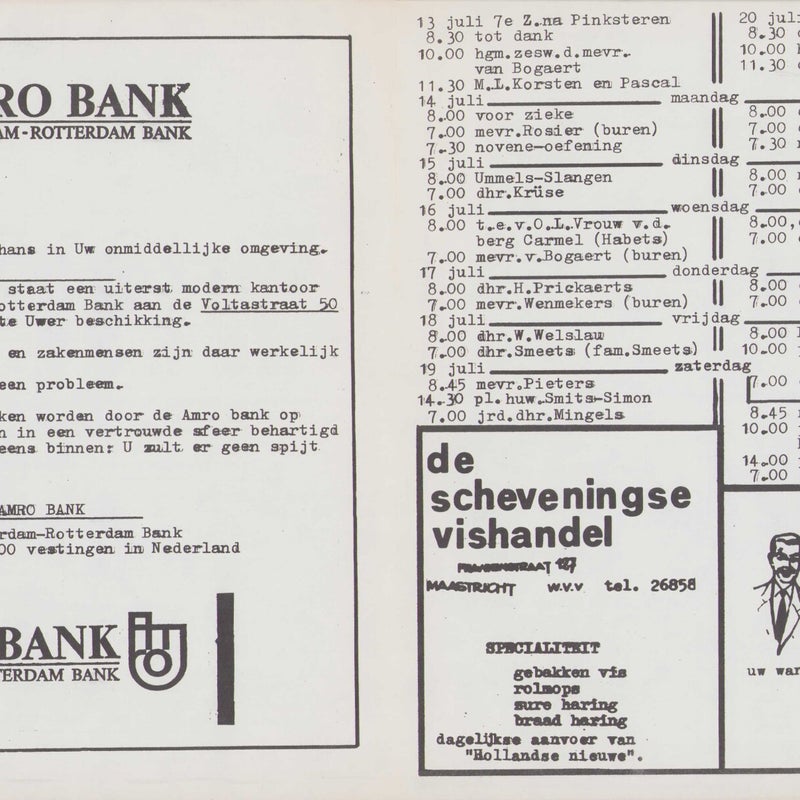 RO BANK
AM-ROTTERDAM BANK
hans in Uw onmiddellijke omgeving.
staat een uiterst modern kantoor
otterdam Bank aan de Voltastraat 50
te Uwer beschikking.
en zakenmensen zijn daar werkelijk
een probleem.
ken worden door de Amro bank op
n in een vertrouwde sfeer behartigd
eens binnen: U zult er geen spijt
AMRO BANK
rdam-Rotterdam Bank
00 vestingen in Nederland
BANK
TERDAM BANK
13 juli 7e Z.na Pinksteren
8.30 tot dank
10.00 hgm.zesw.d.mevr.
van Bogaert
11.30 M.L.Korsten en Pascal
14 juli maandag
8.00 voor zieke
7.00 mevr.Rosier (buren)
7.30 novene-oefening
15 juli dinsdag
8.00 Ummels-Slangen
7.00 dhr.Krüse
16 juli woensdag
8.00 t.e.v.O.L.Vrouw v.d.
berg Carmel (Habets)
7.00 mevr.v.Bogaert (buren)
17 juli donderdag
8.00 dhr.H.Prickaerts
7.00 mevr.Wenmekers (buren)
18 juli vrijdag
8.00 dhr.W.Welslau
7.00 dhr.Smeets (fam.Smeets)
19 juli zaterdag
8.45 mevr.Pieters
14.30 pl.huw.Smits-Simon
7.00 jrd.dhr.Mingels
de
scheveningse
vishandel
MAASTRICHT w.v.v tel. 26858
SPECIALITEIT
gebakken vis
rolmops
sure haring
braad haring
dagelijkse aanvoer van
"Hollandse nieuwe".
20 juli
8.30
10.00
11.30
8.00
7.00
7.30
8.00
7.00
8.00,
7.00
8.00
7.00
8.00
10.00
7.00
8.45
10.00
14.00
7.00
uw war